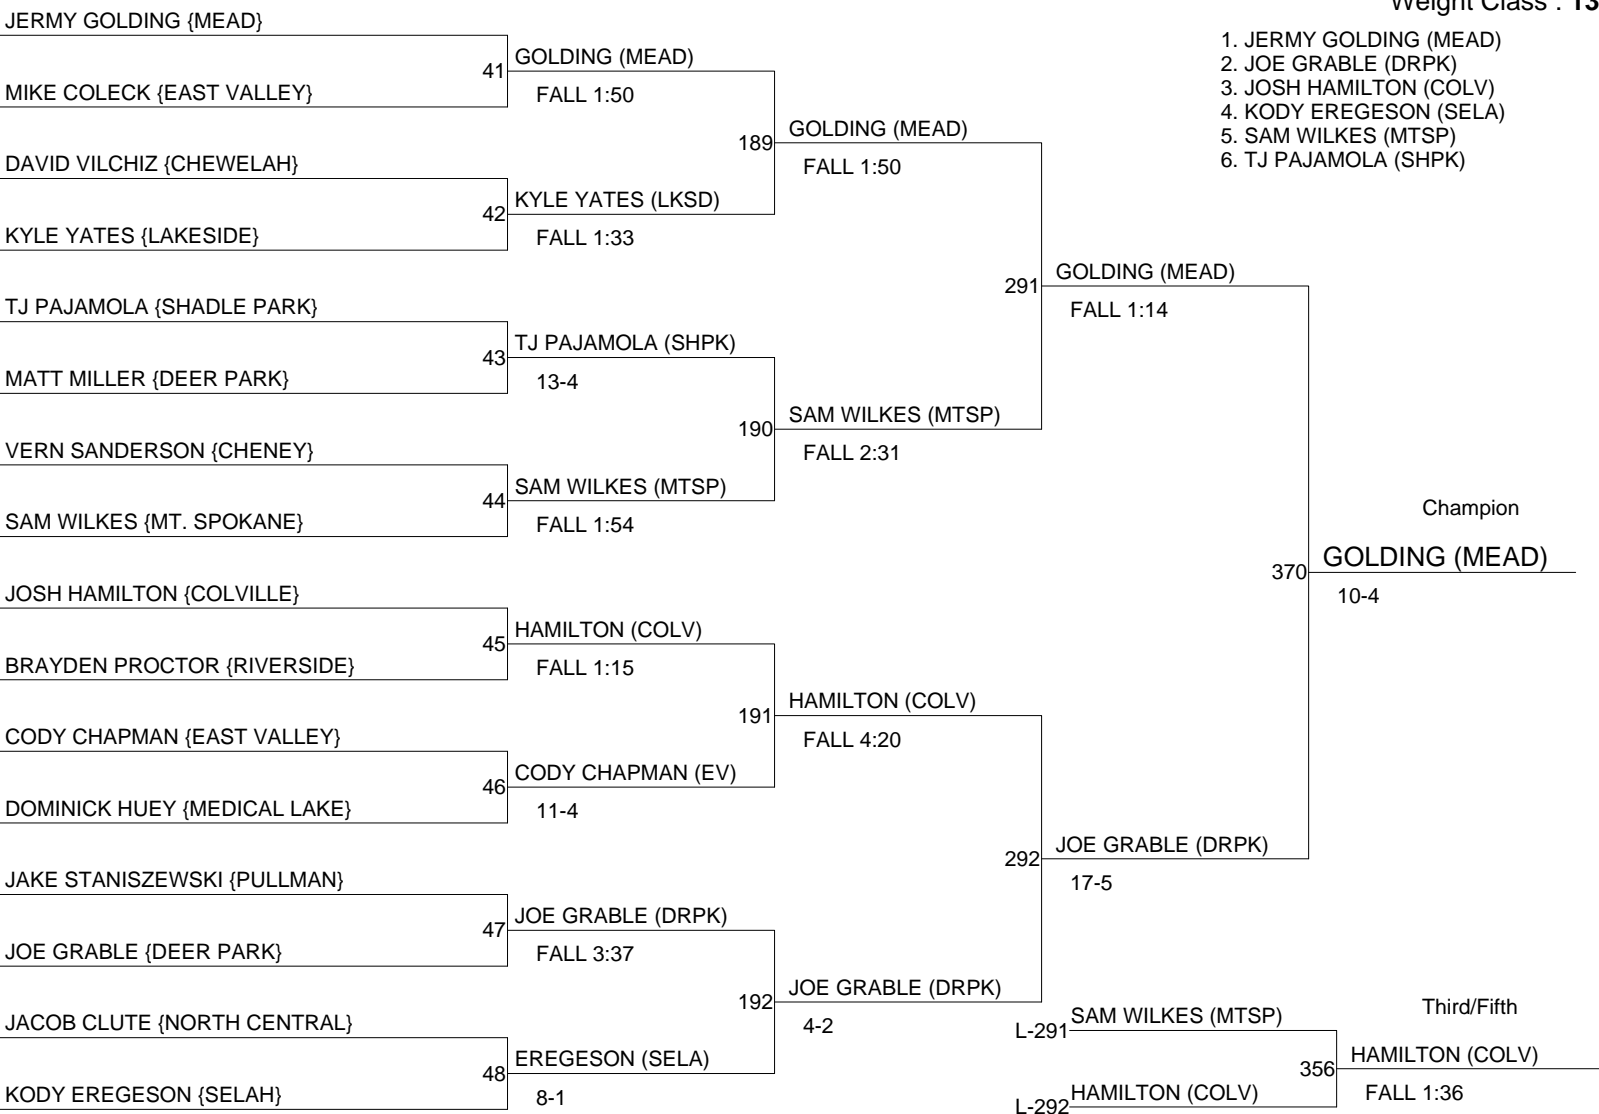 Weight Class : 13
1. JERMY GOLDING (MEAD)
2. JOE GRABLE (DRPK)
3. JOSH HAMILTON (COLV)
4. KODY EREGESON (SELA)
5. SAM WILKES (MTSP)
6. TJ PAJAMOLA (SHPK)
JERMY GOLDING {MEAD}
MIKE COLECK {EAST VALLEY}
DAVID VILCHIZ {CHEWELAH}
KYLE YATES {LAKESIDE}
TJ PAJAMOLA {SHADLE PARK}
MATT MILLER {DEER PARK}
VERN SANDERSON {CHENEY}
SAM WILKES {MT. SPOKANE}
JOSH HAMILTON {COLVILLE}
BRAYDEN PROCTOR {RIVERSIDE}
CODY CHAPMAN {EAST VALLEY}
DOMINICK HUEY {MEDICAL LAKE}
JAKE STANISZEWSKI {PULLMAN}
JOE GRABLE {DEER PARK}
JACOB CLUTE {NORTH CENTRAL}
KODY EREGESON {SELAH}
41
GOLDING (MEAD)
FALL 1:50
42
KYLE YATES (LKSD)
FALL 1:33
43
TJ PAJAMOLA (SHPK)
13-4
44
SAM WILKES (MTSP)
FALL 1:54
45
HAMILTON (COLV)
FALL 1:15
46
CODY CHAPMAN (EV)
11-4
47
JOE GRABLE (DRPK)
FALL 3:37
48
EREGESON (SELA)
8-1
189
GOLDING (MEAD)
FALL 1:50
190
SAM WILKES (MTSP)
FALL 2:31
191
HAMILTON (COLV)
FALL 4:20
192
JOE GRABLE (DRPK)
4-2
291
GOLDING (MEAD)
FALL 1:14
292
JOE GRABLE (DRPK)
17-5
Champion
370
GOLDING (MEAD)
10-4
L-291
SAM WILKES (MTSP)
L-292
HAMILTON (COLV)
Third/Fifth
356
HAMILTON (COLV)
FALL 1:36